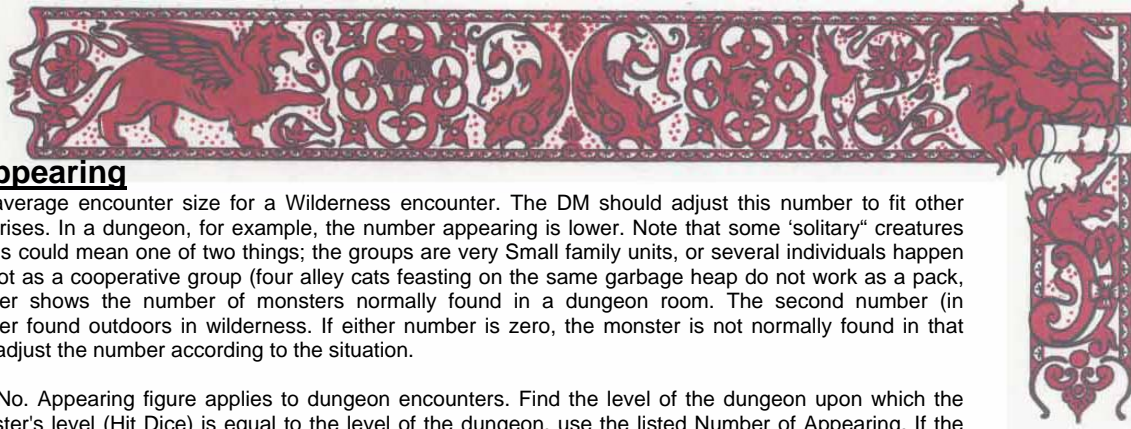 ppearing
average encounter size for a Wilderness encounter. The DM should adjust this number to fit other
rises. In a dungeon, for example, the number appearing is lower. Note that some ‘solitary“ creatures
s could mean one of two things; the groups are very Small family units, or several individuals happen
ot as a cooperative group (four alley cats feasting on the same garbage heap do not work as a pack,
er shows the number of monsters normally found in a dungeon room. The second number (in
er found outdoors in wilderness. If either number is zero, the monster is not normally found in that
adjust the number according to the situation.
No. Appearing figure applies to dungeon encounters. Find the level of the dungeon upon which the
ster's level (Hit Dice) is equal to the level of the dungeon, use the listed Number of Appearing. If the